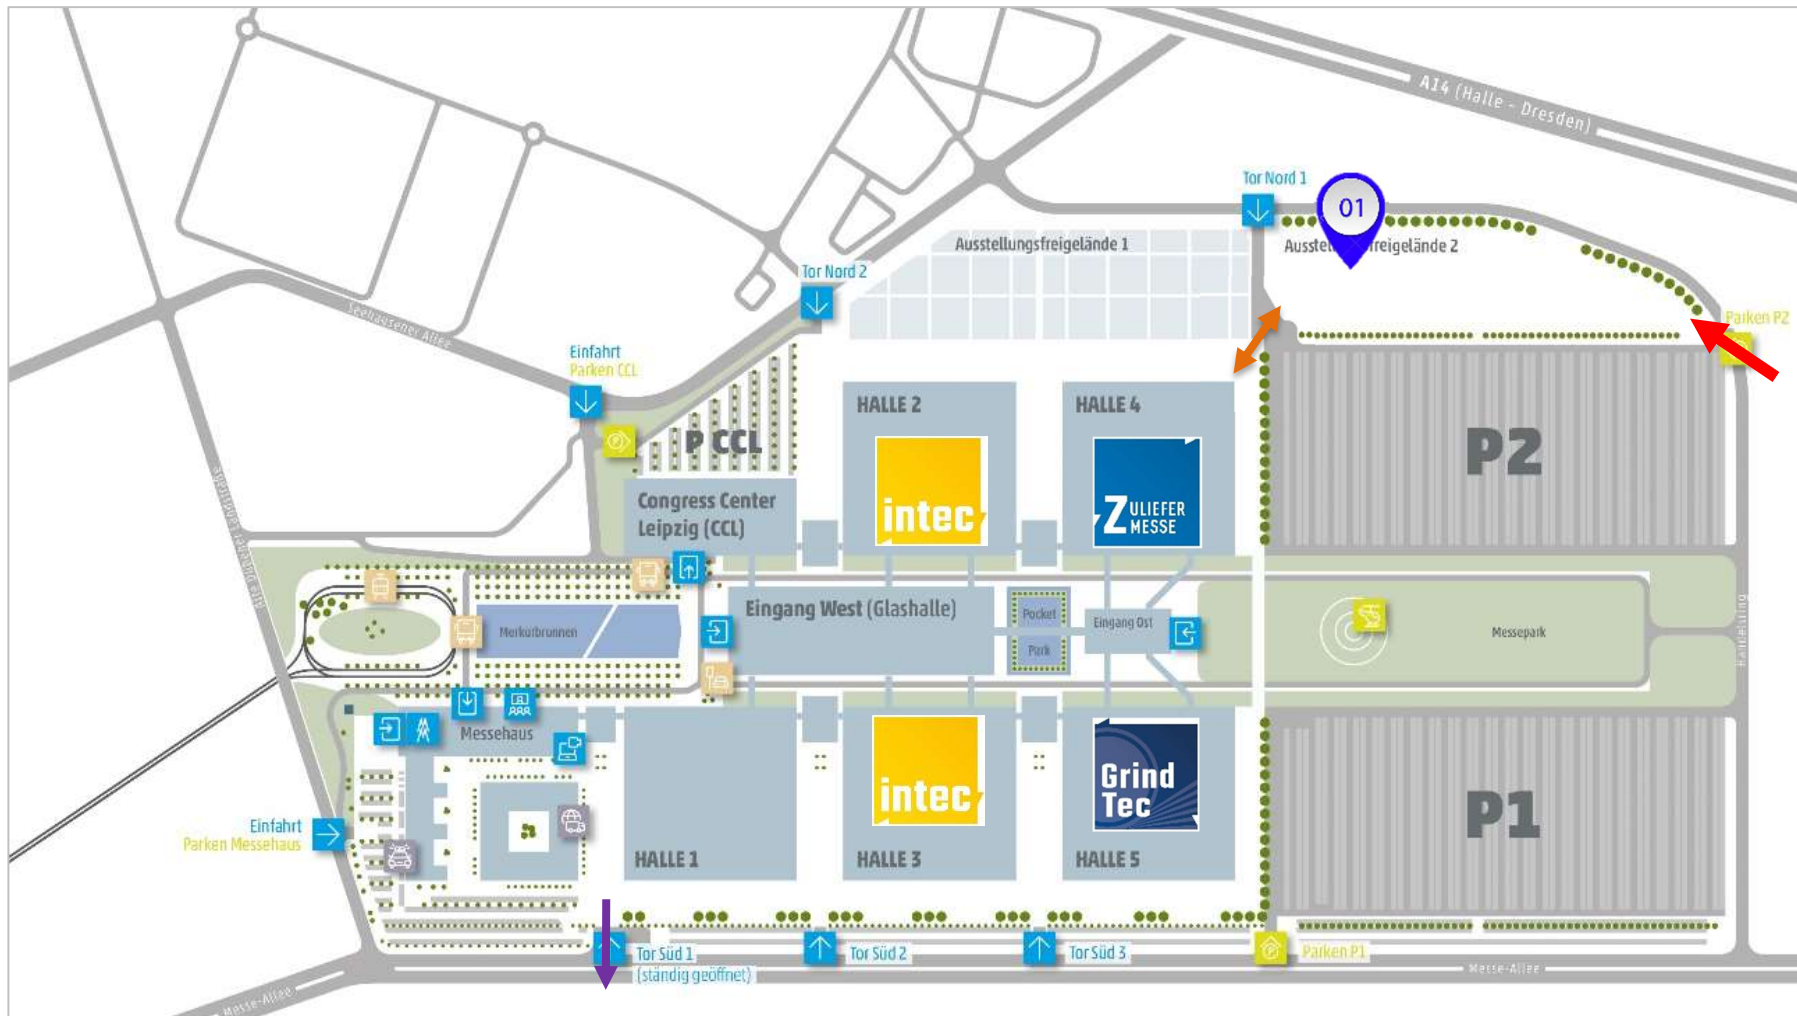 A14 (Halle - Dresden)
Tor Nord 1
01
Ausstellungsfreigelände 1
freigelände 2
Tor Nord 2
Parken P2
Seehausener Allee
Einfahrt
Parken CCL
HALLE 2
HALLE 4
P CCL
P2
intec
ZULIEFER
MESSE
Congress Center
Leipzig (CCL)
Eingang West (Glashalle)
Pocket
Park
Eingang Ost
Merkurbrunnen
Messepark
Handelsring
Messehaus
intec
Grind
Tec
P1
Einfahrt
Parken Messehaus
HALLE 1
HALLE 3
HALLE 5
Tor Süd 1
(ständig geöffnet)
Tor Süd 2
Tor Süd 3
Parken P1
Messe-Allee
Messe-Allee